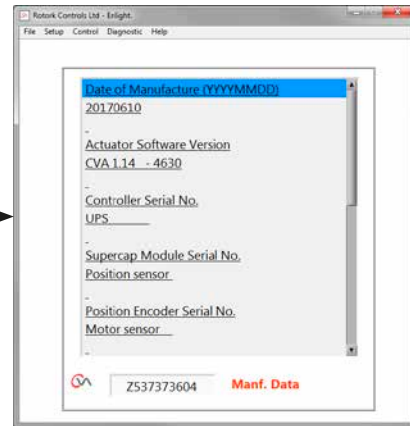 Rotork Controls Ltd - Enlight.
File Setup Control Diagnostic Help
Date of Manufacture (YYYYMMDD)
20170610
-
Actuator Software Version
CVA 1.14 - 4630
-
Controller Serial No.
UPS
-
Supercap Module Serial No.
Position sensor
-
Position Encoder Serial No.
Motor sensor
-
Z537373604 Manf. Data